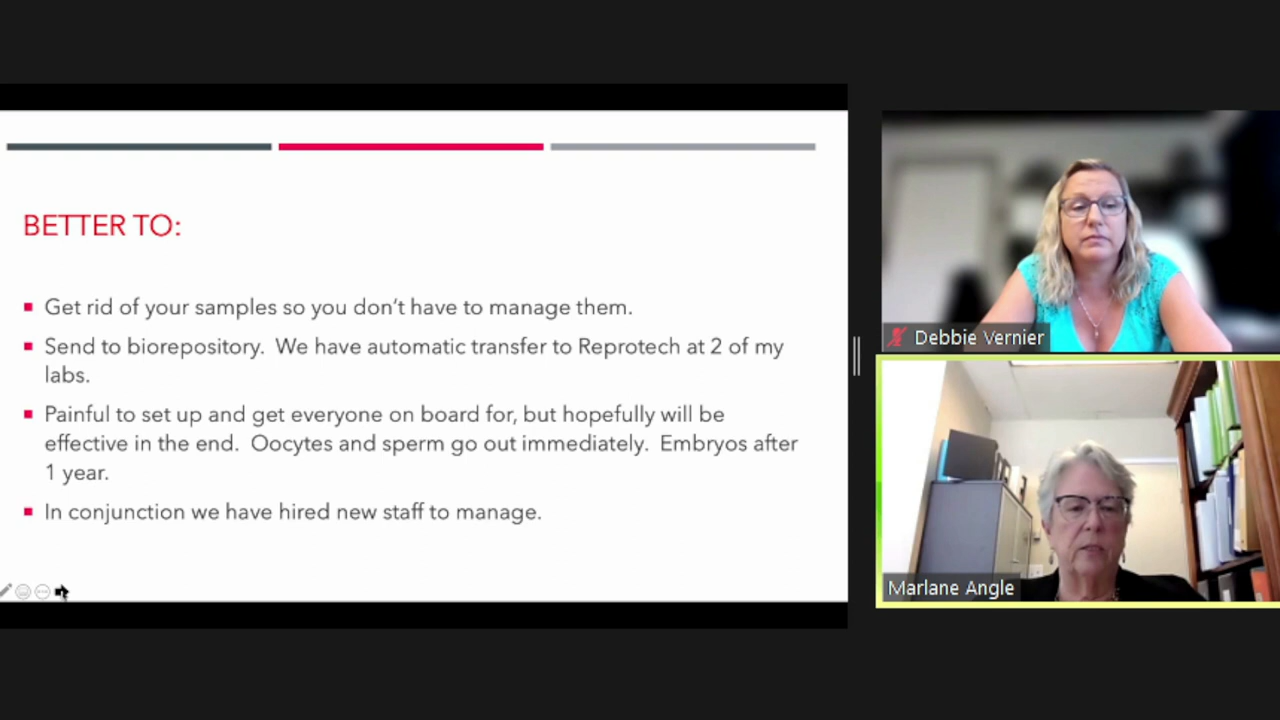 BETTER TO:
Get rid of your samples so you don’t have to manage them.
Send to biorepository.  We have automatic transfer to Reprotech at 2 of my
labs.
Painful to set up and get everyone on board for, but hopefully will be
effective in the end.  Oocytes and sperm go out immediately.  Embryos after
1 year.
In conjunction we have hired new staff to manage.
Debbie Vernier
Marlane Angle